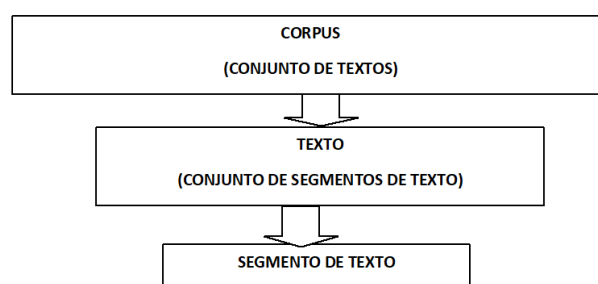 CORPUS
(CONJUNTO DE TEXTOS)
TEXTO
(CONJUNTO DE SEGMENTOS DE TEXTO)
SEGMENTO DE TEXTO